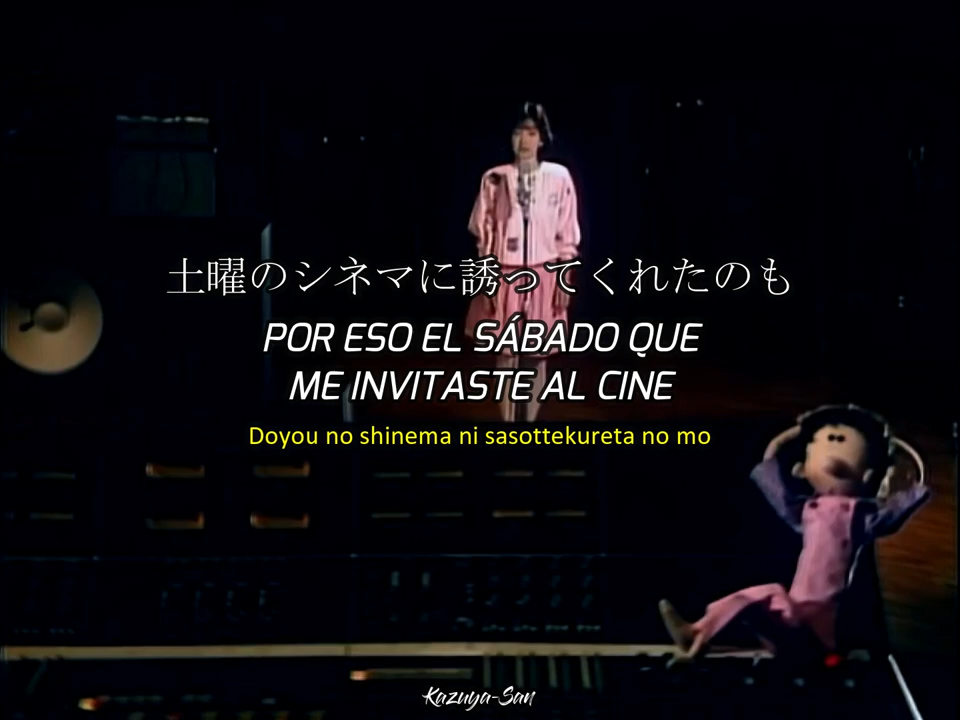 土曜のシネマに誘ってくれたのも
POR ESO EL SÁBADO QUE
ME INVITASTE AL CINE
Doyou no shinema ni sasottekureta no mo
Kazuya-San